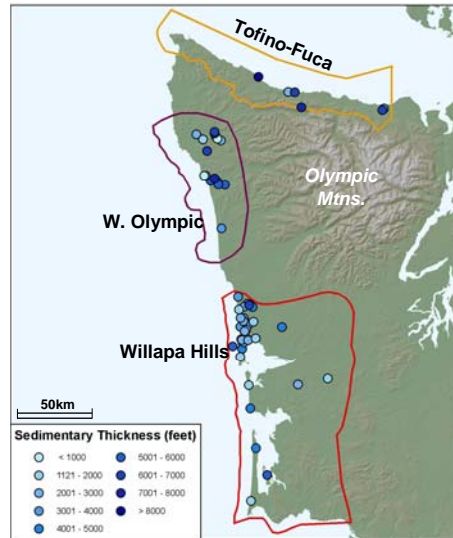 Tofino-Fuca
Olympic
Mtns.
W. Olympic
Willapa Hills
50km
Sedimentary Thickness (feet)
< 1000
1121 - 2000
2001 - 3000
3001 - 4000
4001 - 5000
5001 - 6000
6001 - 7000
7001 - 8000
> 8000